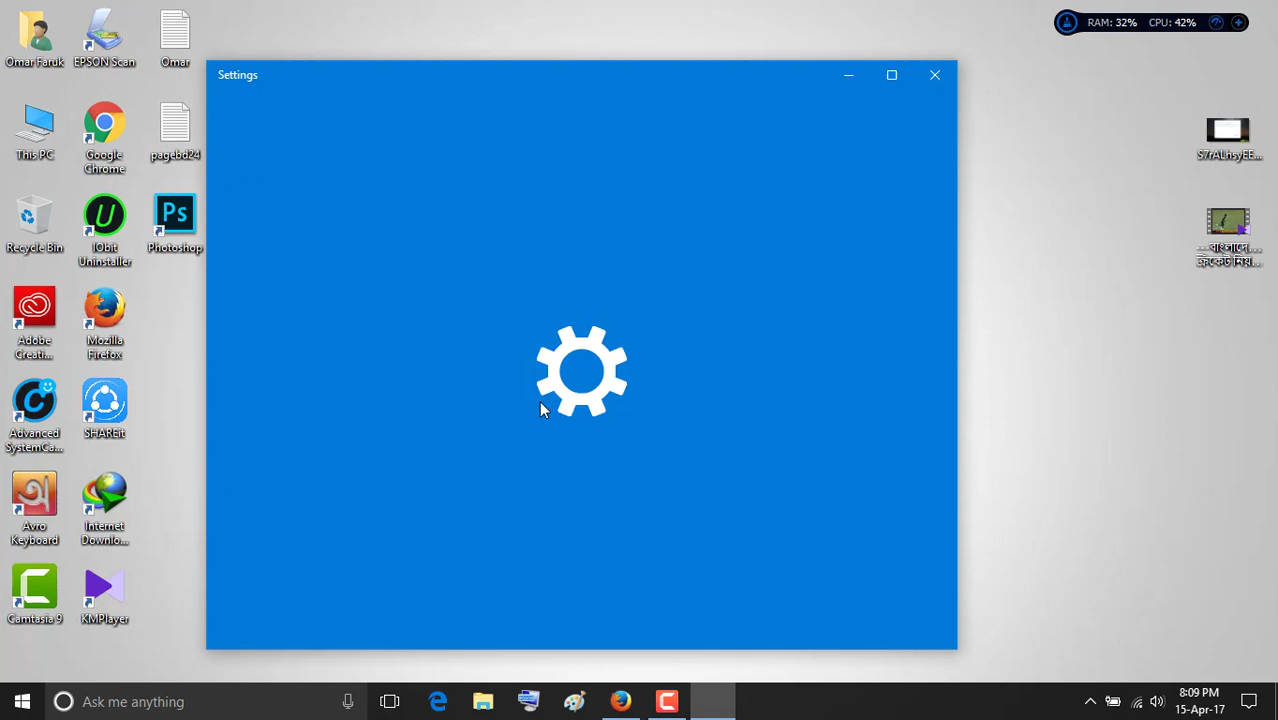 RAM: 32% CPU: 42%
Settings
Omar Faruk
EPSON Scan
Omar
This PC
Google
Chrome
pagebd24
S7rALhsyEE...
Recycle Bin
IObit
Uninstaller
Ps
Photoshop
---বাংলাদে...
ক্রিকেট নিয়...
Adobe
Creati...
Mozilla
Firefox
Advanced
SystemCa...
SHAREit
অ
Avro
Keyboard
Internet
Downlo...
Camtasia 9
KMPlayer
Ask me anything
8:09 PM
15-Apr-17